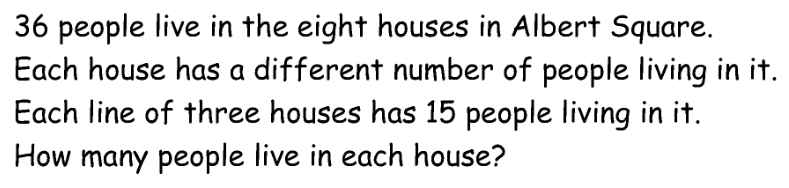 36 people live in the eight houses in Albert Square.
Each house has a different number of people living in it.
Each line of three houses has 15 people living in it.
How many people live in each house?